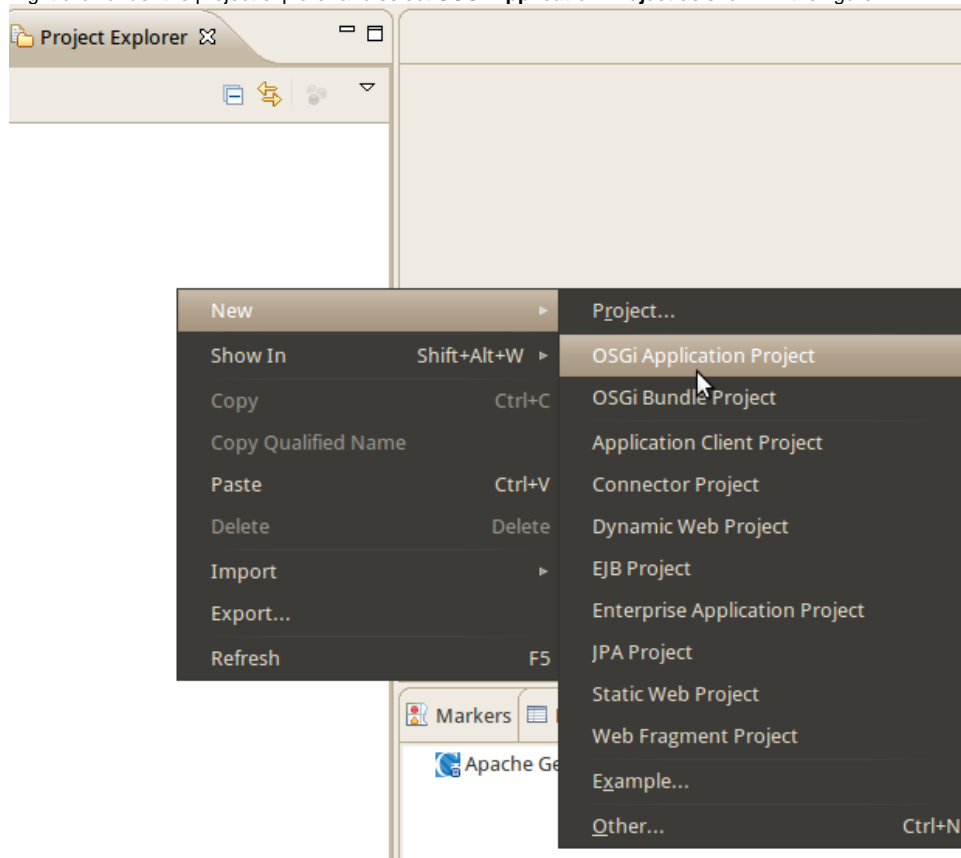 Project Explorer
New
Project...
Show In Shift+Alt+W
OSGi Application Project
Copy Ctrl+C
OSGi Bundle Project
Copy Qualified Name
Application Client Project
Paste Ctrl+V
Connector Project
Delete Delete
Dynamic Web Project
Import
EJB Project
Export...
Enterprise Application Project
Refresh F5
JPA Project
Static Web Project
Markers
Web Fragment Project
Apache Ge
Example...
Other... Ctrl+N